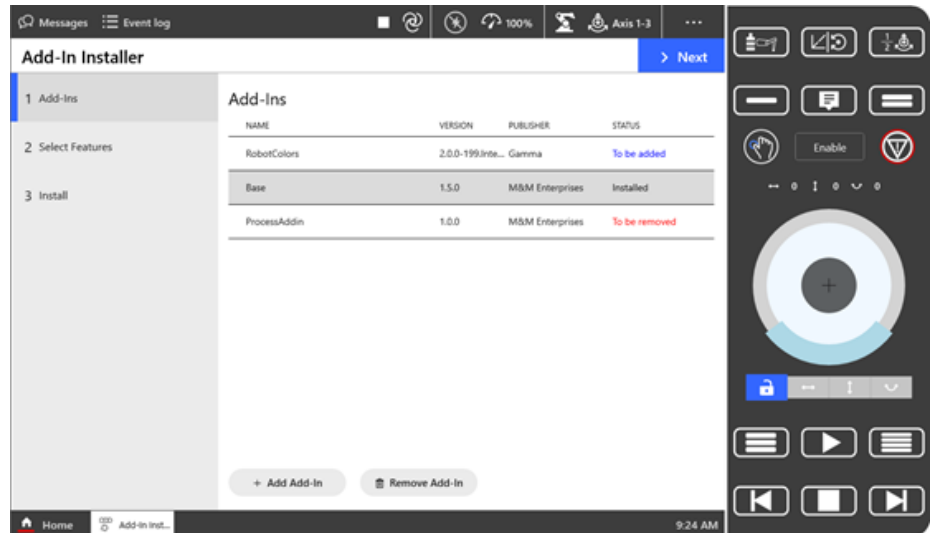 Messages Event log 100% Axis 1-3 ...
Add-In Installer > Next
1 Add-Ins
2 Select Features
3 Install
Add-Ins
NAME VERSION PUBLISHER STATUS
RobotColors 2.0.0-199.Inte... Gamma To be added
Base 1.5.0 M&M Enterprises Installed
ProcessAddin 1.0.0 M&M Enterprises To be removed
+ Add Add-In Remove Add-In
Home Add-In Inst... 9:24 AM
Enable
0 0 0